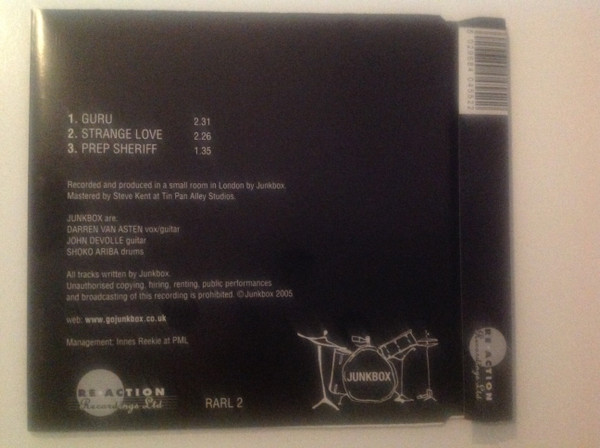 1. GURU 2.31
2. STRANGE LOVE 2.26
3. PREP SHERIFF 1.35
Recorded and produced in a small room in London by Junkbox.
Mastered by Steve Kent at Tin Pan Alley Studios.
JUNKBOX are.
DARREN VAN ASTEN vox/guitar
JOHN DEVOLLE guitar
SHOKO ARIBA drums
All tracks written by Junkbox.
Unauthorised copying, hiring, renting, public performances
and broadcasting of this recording is prohibited. ©Junkbox 2005
web: www.gojunkbox.co.uk
Management: Innes Reekie at PML
RE-ACTION
Recordings Ltd
RARL 2
JUNKBOX
RE-ACTION
Recordings Ltd